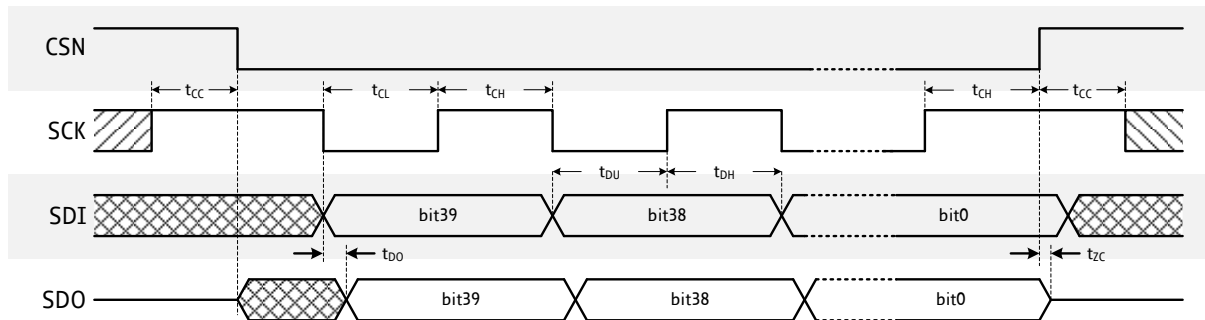 CSN
tCC tCL tCH tCH tCC
SCK
tDU tDH
SDI bit39 bit38 bit0
tDO tZC
SDO bit39 bit38 bit0